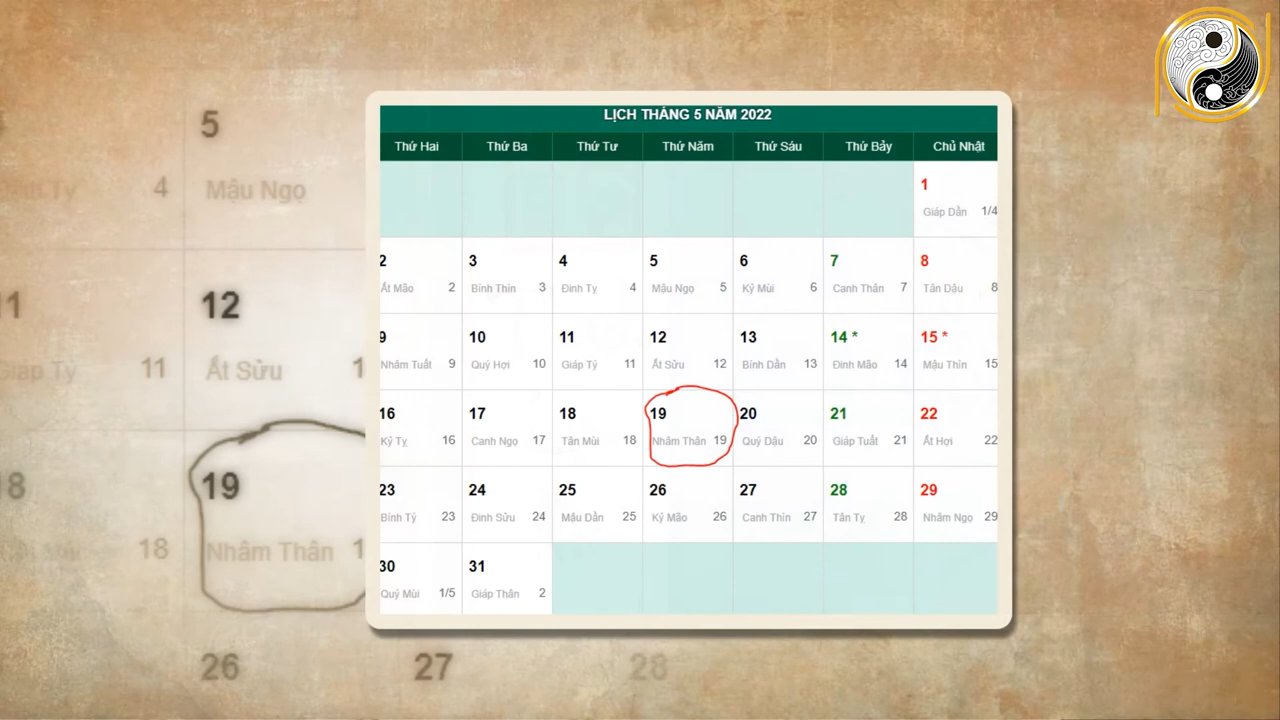 LỊCH THÁNG 5 NĂM 2022
Thứ Hai Thứ Ba Thứ Tư Thứ Năm Thứ Sáu Thứ Bảy Chủ Nhật
1
Giáp Dần 1/4
2 3 4 5 6 7 8
Ất Mão 2 Bính Thìn 3 Đinh Tỵ 4 Mậu Ngọ 5 Kỷ Mùi 6 Canh Thân 7 Tân Dậu 8
9 10 11 12 13 14 * 15 *
Nhâm Tuất 9 Quý Hợi 10 Giáp Tý 11 Ất Sửu 12 Bính Dần 13 Đinh Mão 14 Mậu Thìn 15
16 17 18 19 20 21 22
Kỷ Tỵ 16 Canh Ngọ 17 Tân Mùi 18 Nhâm Thân 19 Quý Dậu 20 Giáp Tuất 21 Ất Hợi 22
23 24 25 26 27 28 29
Bính Tý 23 Đinh Sửu 24 Mậu Dần 25 Kỷ Mão 26 Canh Thìn 27 Tân Tỵ 28 Nhâm Ngọ 29
30 31
Quý Mùi 1/5 Giáp Thân 2
5
4 Mậu Ngọ
12
Giáp Tý 11 Ất Sửu
19
18 Nhâm Thân
26 27 28